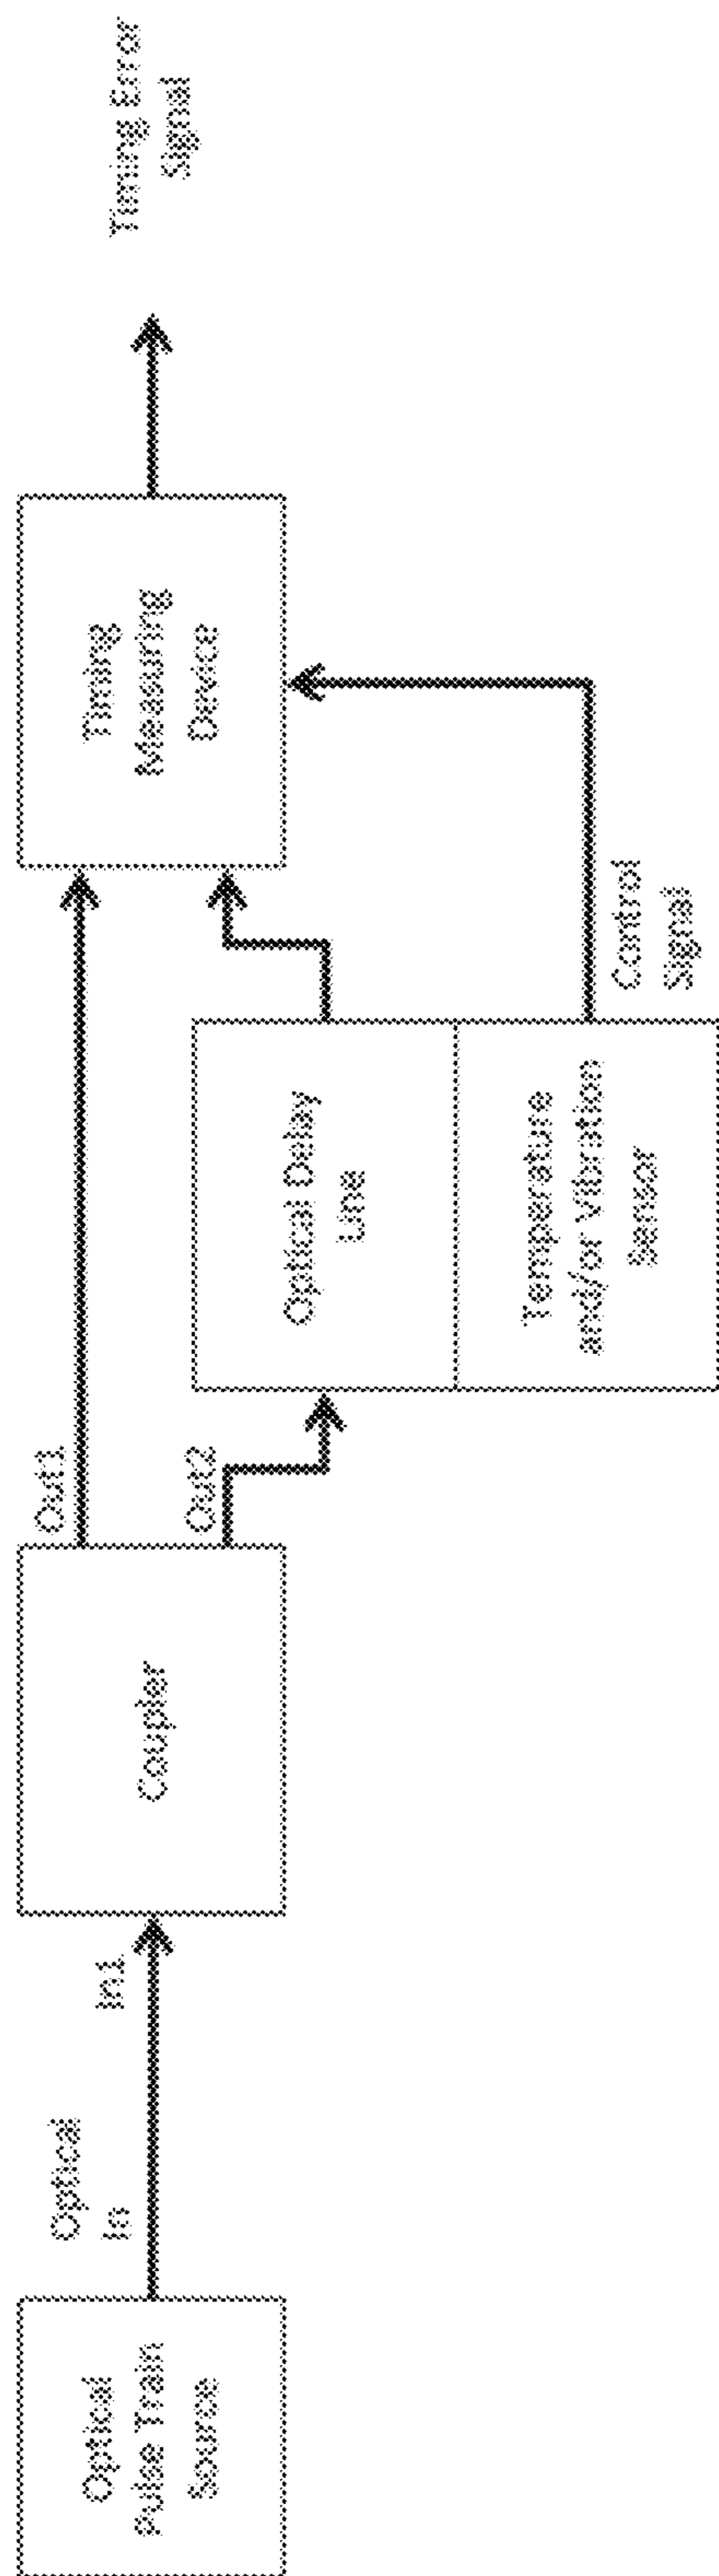 Optical
Pulse Train
Source
Optical
In
In1
Coupler
Out1
Out2
Optical Delay
Line
Temperature
and/or Vibration
Sensor
Control
Signal
Timing
Measuring
Device
Timing Error
Signal